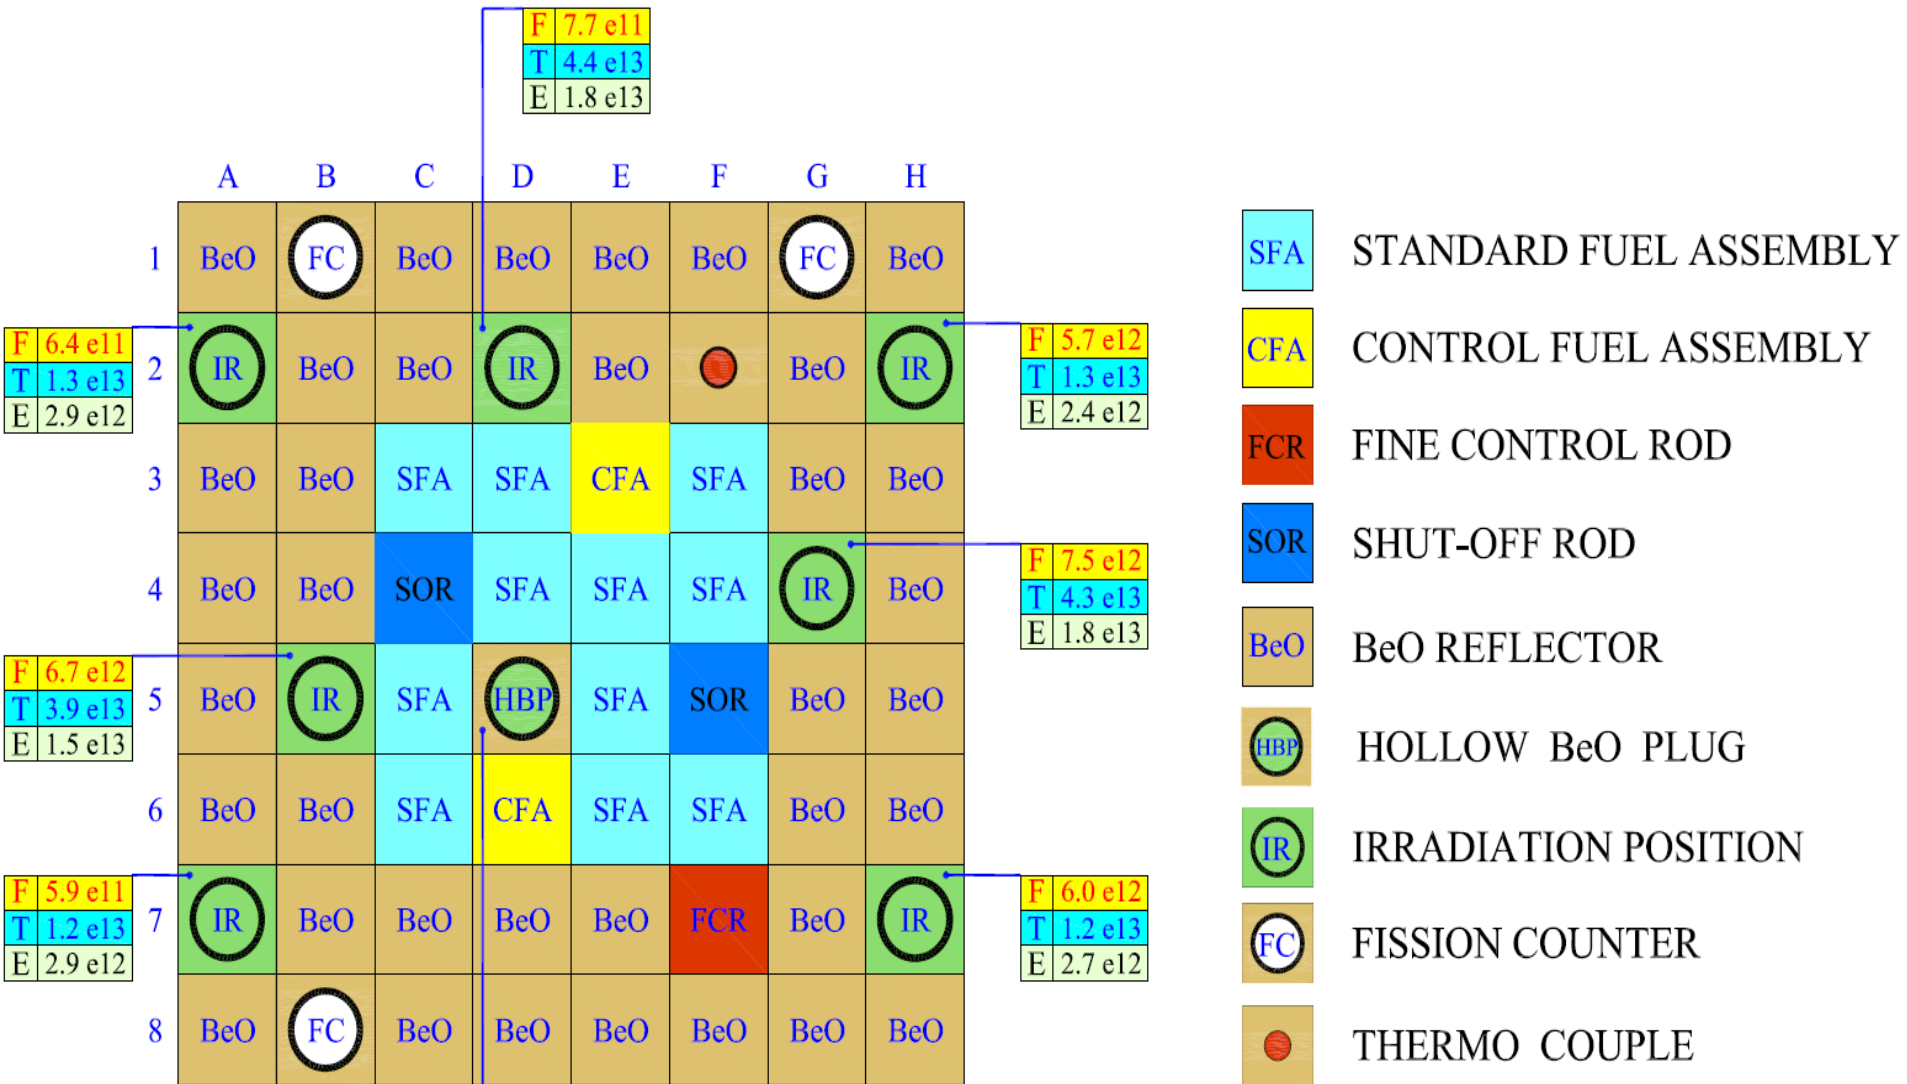 F 7.7 e11
T 4.4 e13
E 1.8 e13
A B C D E F G H
1 BeO FC BeO BeO BeO BeO FC BeO
F 6.4 e11
T 1.3 e13
E 2.9 e12
2 IR BeO BeO IR BeO BeO IR
F 5.7 e12
T 1.3 e13
E 2.4 e12
3 BeO BeO SFA SFA CFA SFA BeO BeO
4 BeO BeO SOR SFA SFA SFA IR BeO
F 7.5 e12
T 4.3 e13
E 1.8 e13
F 6.7 e12
T 3.9 e13
E 1.5 e13
5 BeO IR SFA HBP SFA SOR BeO BeO
6 BeO BeO SFA CFA SFA SFA BeO BeO
F 5.9 e11
T 1.2 e13
E 2.9 e12
7 IR BeO BeO BeO BeO FCR BeO IR
F 6.0 e12
T 1.2 e13
E 2.7 e12
8 BeO FC BeO BeO BeO BeO BeO BeO
SFA STANDARD FUEL ASSEMBLY
CFA CONTROL FUEL ASSEMBLY
FCR FINE CONTROL ROD
SOR SHUT-OFF ROD
BeO BeO REFLECTOR
HBP HOLLOW BeO PLUG
IR IRRADIATION POSITION
FC FISSION COUNTER
THERMO COUPLE